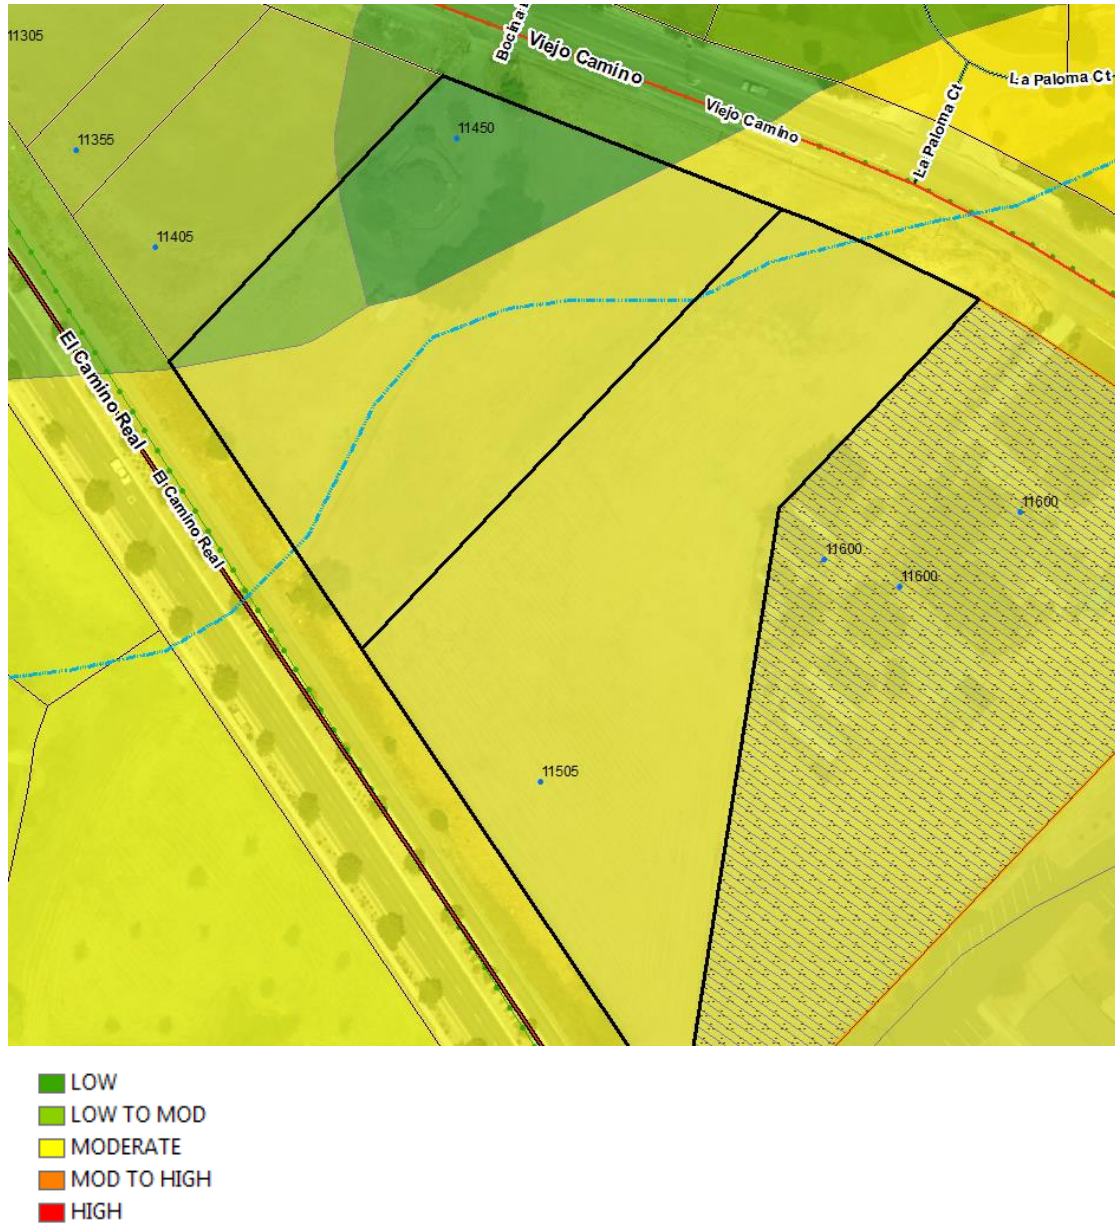 11305
Bocina
Viejo Camino
La Paloma Ct
Viejo Camino
La Paloma Ct
11450
11355
11405
El Camino Real
El Camino Real
11600
11600
11600
11505
LOW
LOW TO MOD
MODERATE
MOD TO HIGH
HIGH